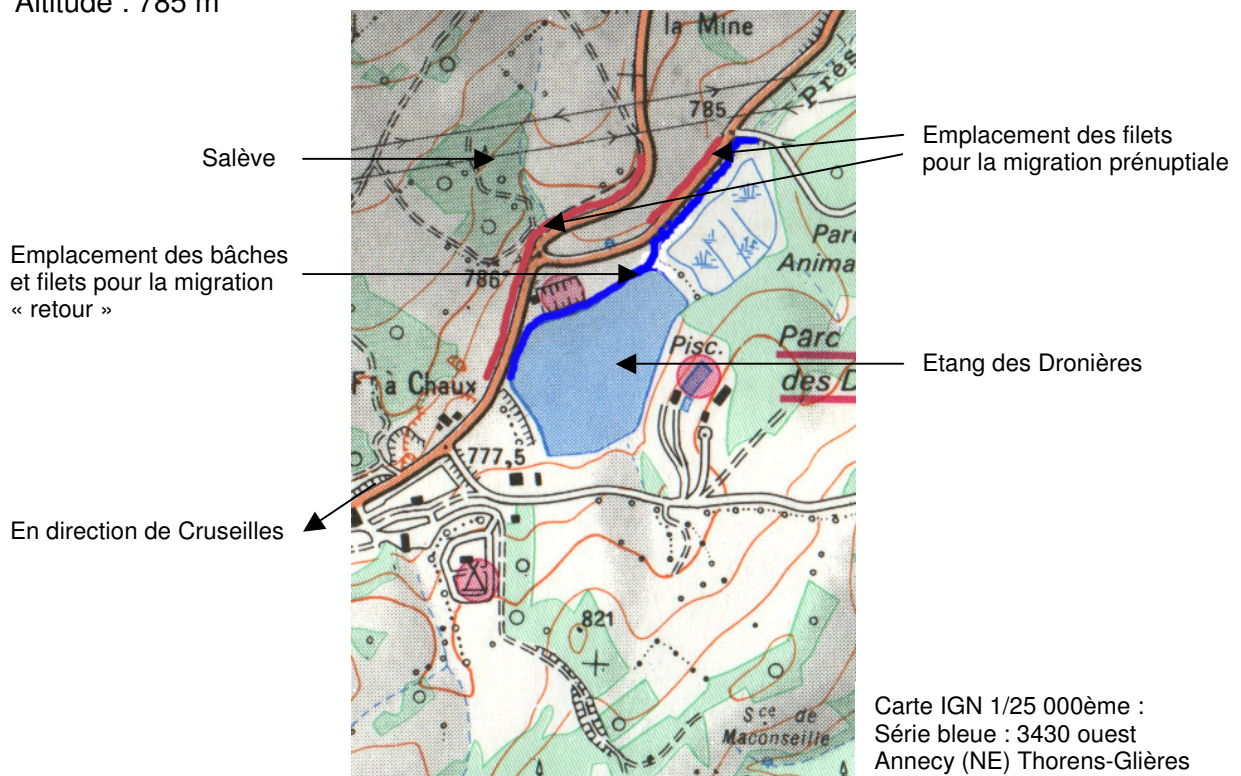 Altitude : 785 m
la Mine
785
Près
Salève
Emplacement des filets
pour la migration prénuptiale
Emplacement des bâches
et filets pour la migration
« retour »
786
Parc
Anima
Pisc.
Parc
des D
Etang des Dronières
Fr à Chaux
777,5
En direction de Cruseilles
821
Sce de
Maconseille
Carte IGN 1/25 000ème :
Série bleue : 3430 ouest
Annecy (NE) Thorens-Glières